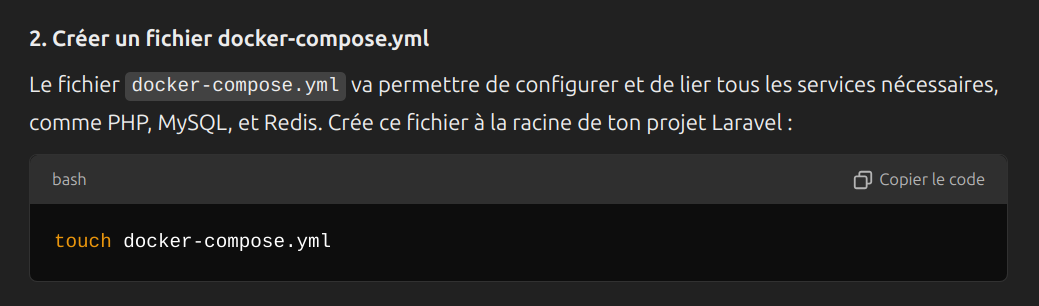 2. Créer un fichier docker-compose.yml
Le fichier docker-compose.yml va permettre de configurer et de lier tous les services nécessaires,
comme PHP, MySQL, et Redis. Crée ce fichier à la racine de ton projet Laravel :
bash
Copier le code
touch docker-compose.yml